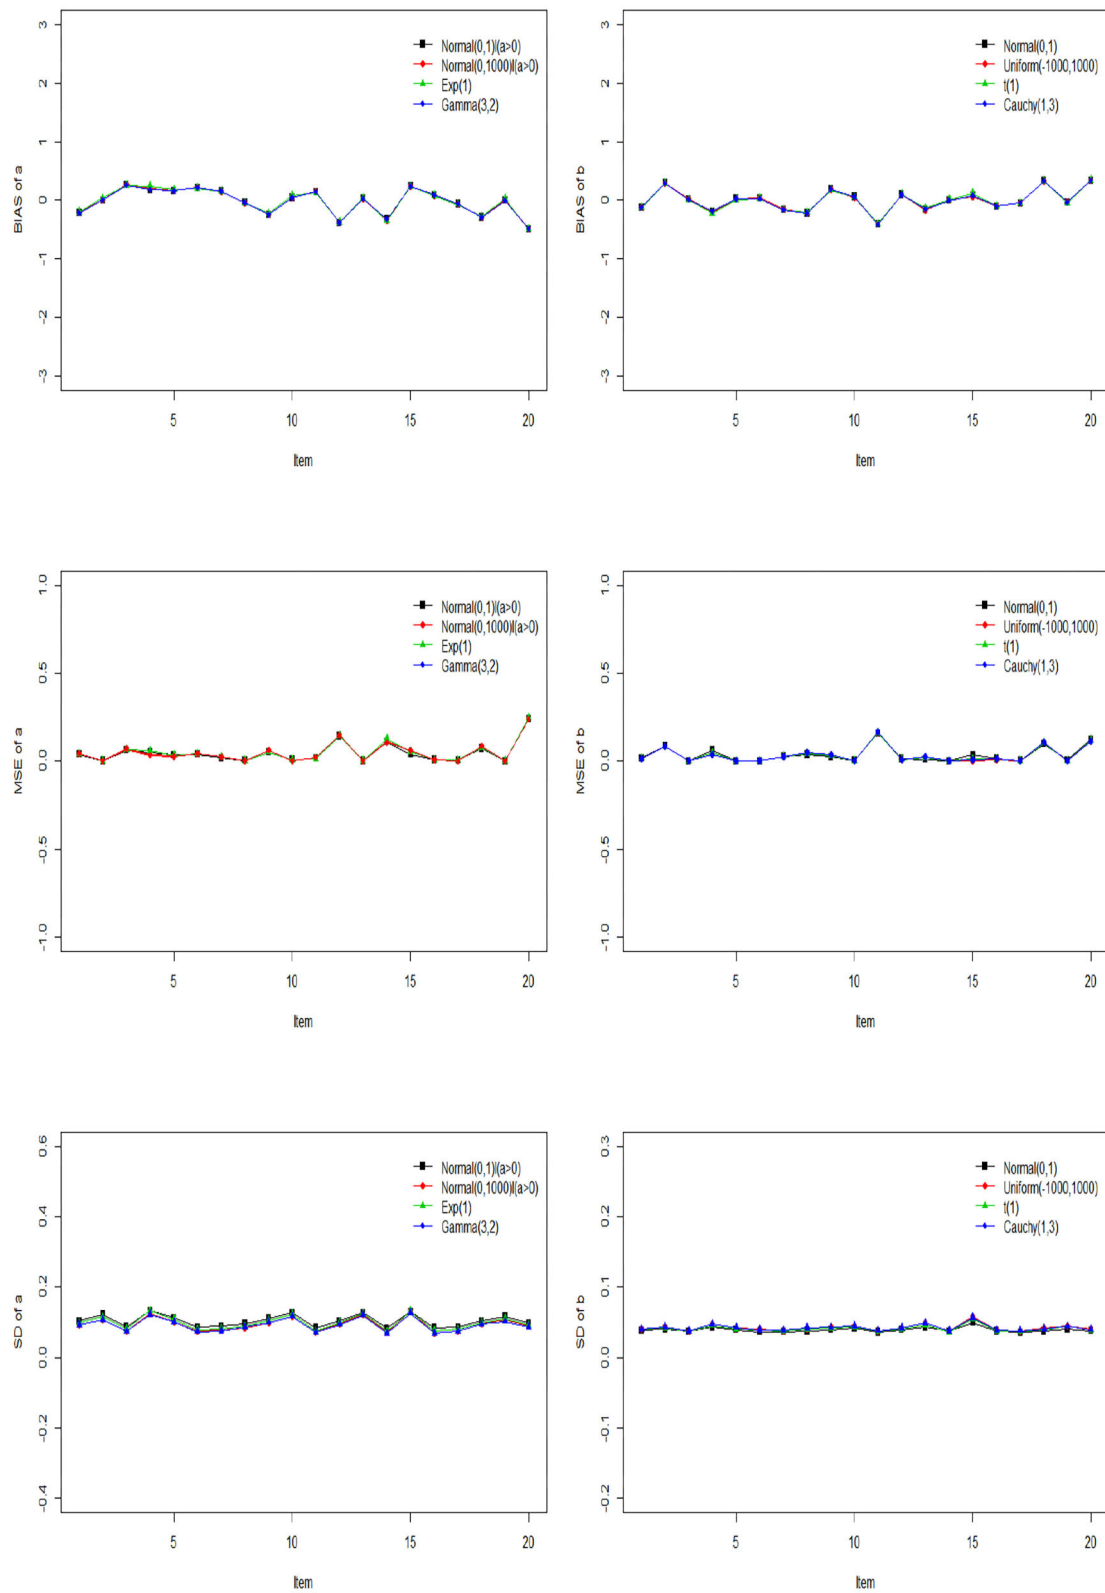 BIAS of a
3
2
1
0
-1
-2
-3
Normal(0,1)I(a>0)
Normal(0,1000)I(a>0)
Exp(1)
Gamma(3,2)
5 10 15 20
Item
BIAS of b
3
2
1
0
-1
-2
-3
Normal(0,1)
Uniform(-1000,1000)
t(1)
Cauchy(1,3)
5 10 15 20
Item
MSE of a
1.0
0.5
0.0
-0.5
-1.0
Normal(0,1)I(a>0)
Normal(0,1000)I(a>0)
Exp(1)
Gamma(3,2)
5 10 15 20
Item
MSE of b
1.0
0.5
0.0
-0.5
-1.0
Normal(0,1)
Uniform(-1000,1000)
t(1)
Cauchy(1,3)
5 10 15 20
Item
SD of a
0.6
0.4
0.2
0.0
-0.2
-0.4
Normal(0,1)I(a>0)
Normal(0,1000)I(a>0)
Exp(1)
Gamma(3,2)
5 10 15 20
Item
SD of b
0.3
0.2
0.1
0.0
-0.1
-0.2
Normal(0,1)
Uniform(-1000,1000)
t(1)
Cauchy(1,3)
5 10 15 20
Item